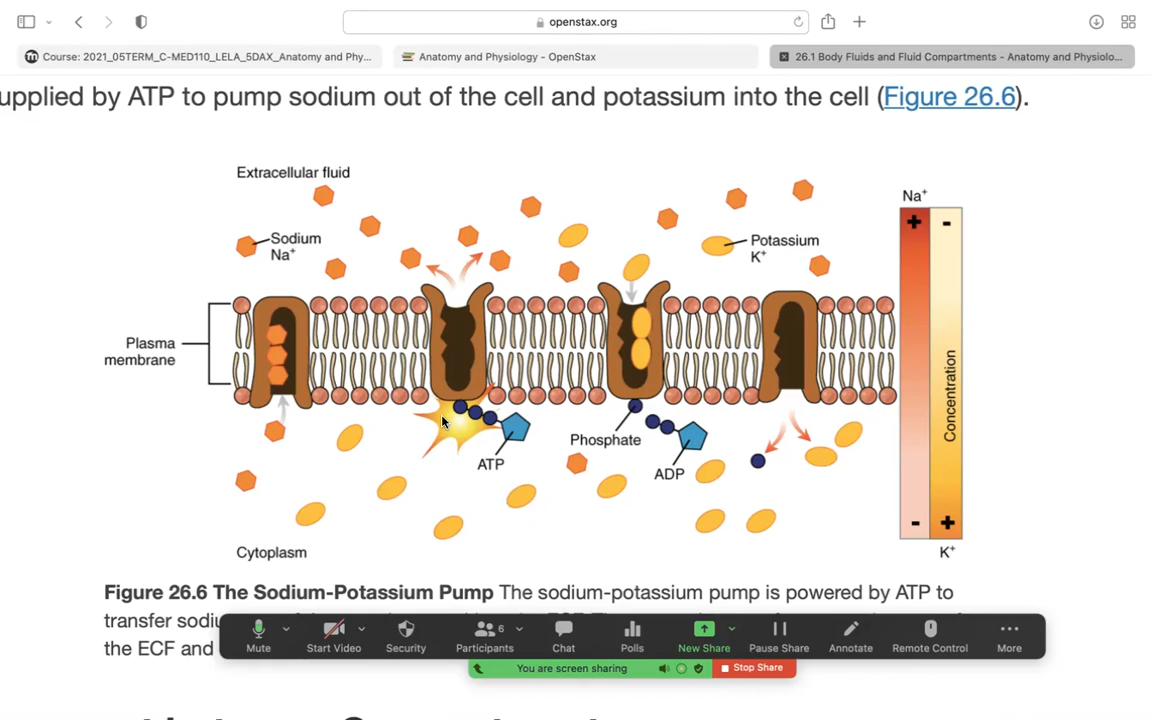 openstax.org
Course: 2021_05TERM_C-MED110_LELA_5DAX_Anatomy and Phy...
Anatomy and Physiology - OpenStax
26.1 Body Fluids and Fluid Compartments - Anatomy and Physiolo...
upplied by ATP to pump sodium out of the cell and potassium into the cell (Figure 26.6).
Extracellular fluid
Na+
+ -
Sodium
Na+
Potassium
K+
Plasma
membrane
Concentration
Phosphate
ATP
ADP
- +
Cytoplasm
K+
Figure 26.6 The Sodium-Potassium Pump The sodium-potassium pump is powered by ATP to
transfer sodiu
the ECF and
Mute
Start Video
Security
Participants 6
Chat
Polls
New Share
Pause Share
Annotate
Remote Control
More
You are screen sharing
Stop Share